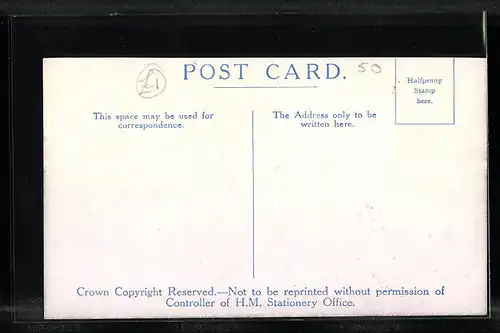 £1
POST CARD.
50
Halfpenny
Stamp
here.
This space may be used for
correspondence.
The Address only to be
written here.
Crown Copyright Reserved.—Not to be reprinted without permission of
Controller of H.M. Stationery Office.